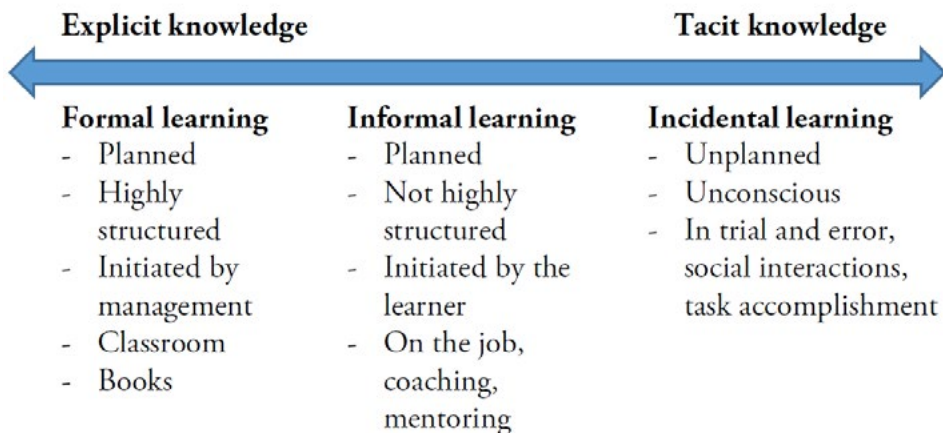 Explicit knowledge
Tacit knowledge
Formal learning
- Planned
- Highly
structured
- Initiated by
management
- Classroom
- Books
Informal learning
- Planned
- Not highly
structured
- Initiated by the
learner
- On the job,
coaching,
mentoring
Incidental learning
- Unplanned
- Unconscious
- In trial and error,
social interactions,
task accomplishment